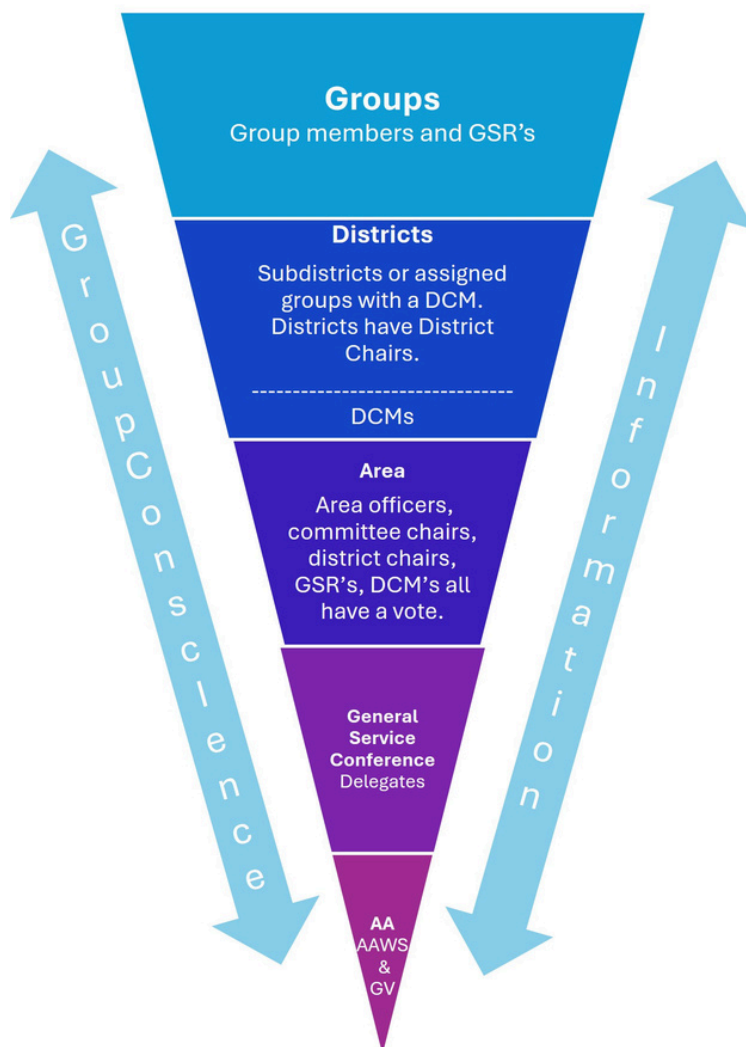 Groups
Group members and GSR's
Districts
Subdistricts or assigned
groups with a DCM.
Districts have District
Chairs.
--------------------------------
DCMs
Area
Area officers,
committee chairs,
district chairs,
GSR's, DCM's all
have a vote.
General
Service
Conference
Delegates
AA
AAWS
&
GV
GroupConscIence
Information